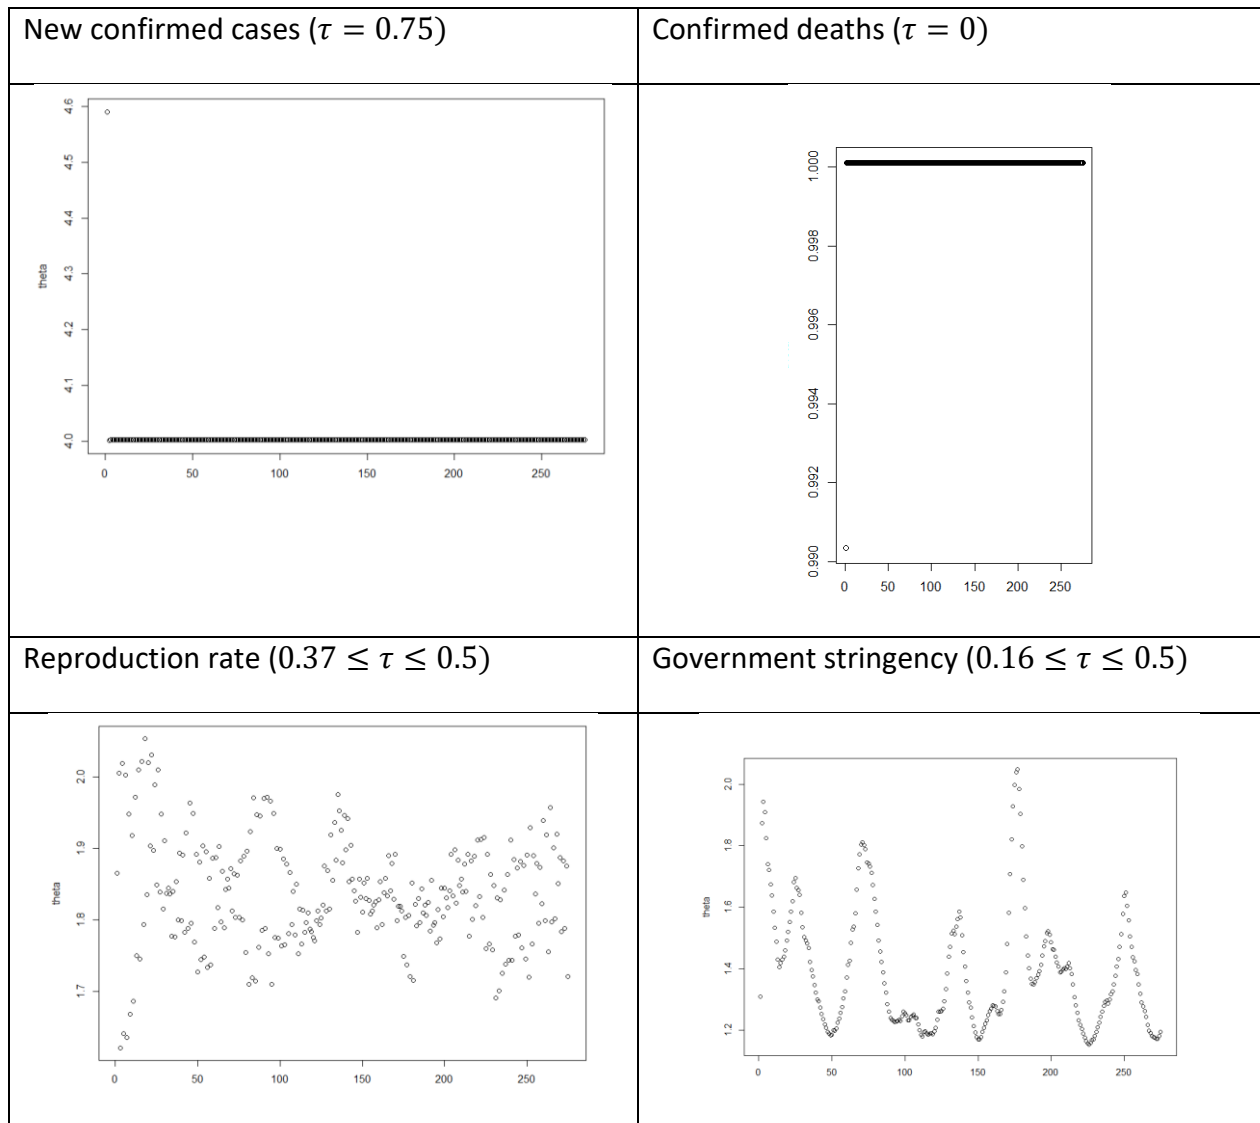 New confirmed cases (τ = 0.75)
Confirmed deaths (τ = 0)
4.6
4.5
4.4
4.3
4.2
4.1
4.0
theta
0 50 100 150 200 250
1.000
0.998
0.996
0.994
0.992
0.990
0 50 100 150 200 250
Reproduction rate (0.37 ≤ τ ≤ 0.5)
Government stringency (0.16 ≤ τ ≤ 0.5)
2.0
1.9
1.8
1.7
theta
0 50 100 150 200 250
2.0
1.8
1.6
1.4
1.2
theta
0 50 100 150 200 250